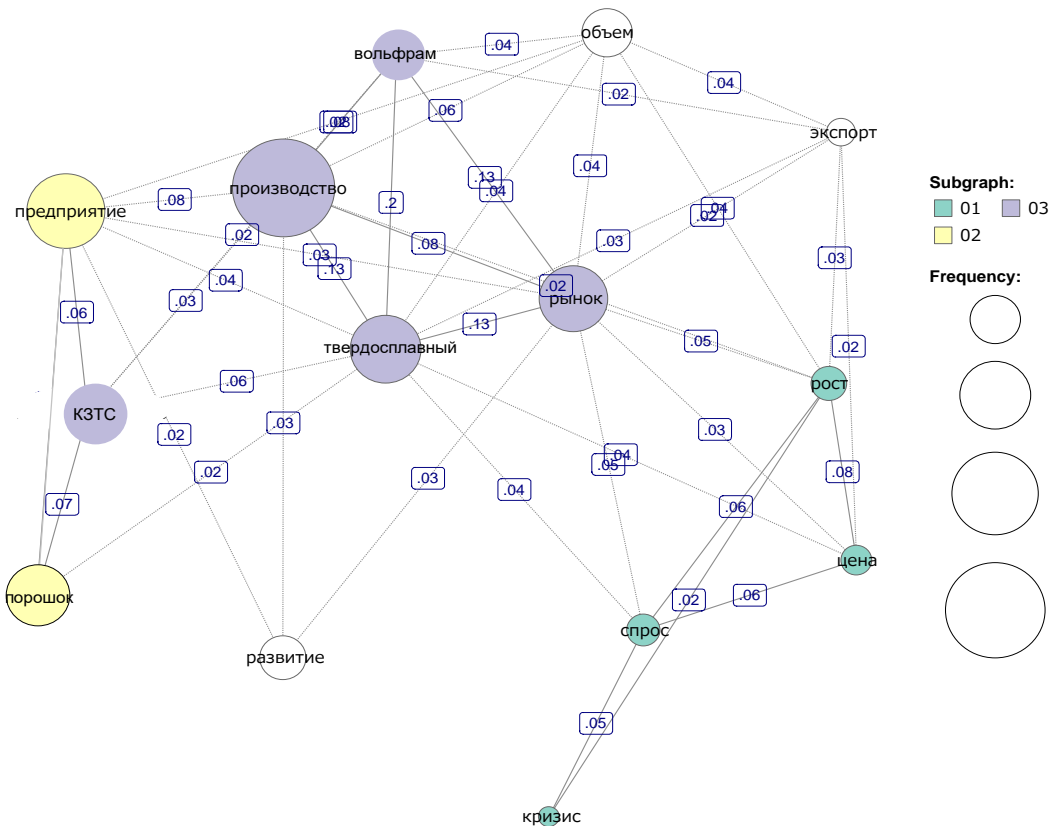 объем
.04
вольфрам
.04
.02
.06
экспорт
.02
.08
.04
.13
.04
производство
Subgraph:
01
03
02
предприятие
.08
.2
.04
.02
.02
.08
.03
.03
.03
.13
Frequency:
.04
.02
рынок
.03
.06
.13
.05
твердосплавный
.02
рост
.06
КЗТС
.03
.03
.02
.04
.05
.02
.03
.08
.04
.07
.06
цена
порошок
.02
.06
спрос
развитие
.05
кризис